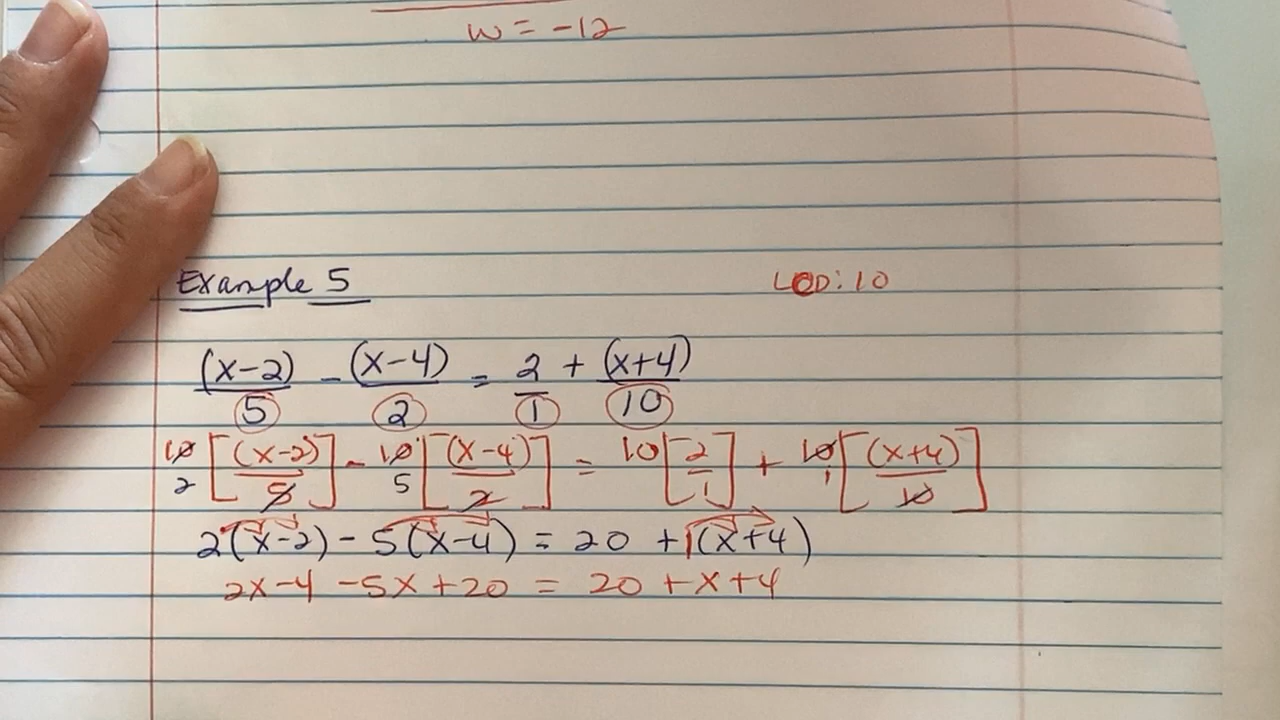 w = -12
Example 5
LCD: 10
(x-2)/5 - (x-4)/2 = 2/1 + (x+4)/10
10 2 [(x-2)/5] - 10 5 [(x-4)/2] = 10 [2/1] + 10 1 [(x+4)/10]
2(x-2) - 5(x-4) = 20 + 1(x+4)
2x-4 -5x+20 = 20 +x+4